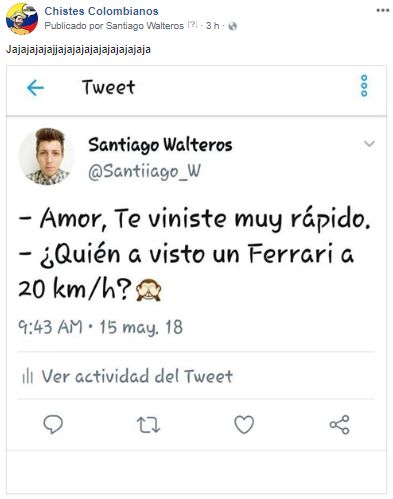 Chistes Colombianos
Publicado por Santiago Walteros [?] · 3 h ·
Jajajajajajjajajajajajajajajajaja
Tweet
Santiago Walteros
@Santiiago_W
- Amor, Te viniste muy rápido.
- ¿Quién a visto un Ferrari a
20 km/h?🙈
9:43 AM · 15 may. 18
Ver actividad del Tweet